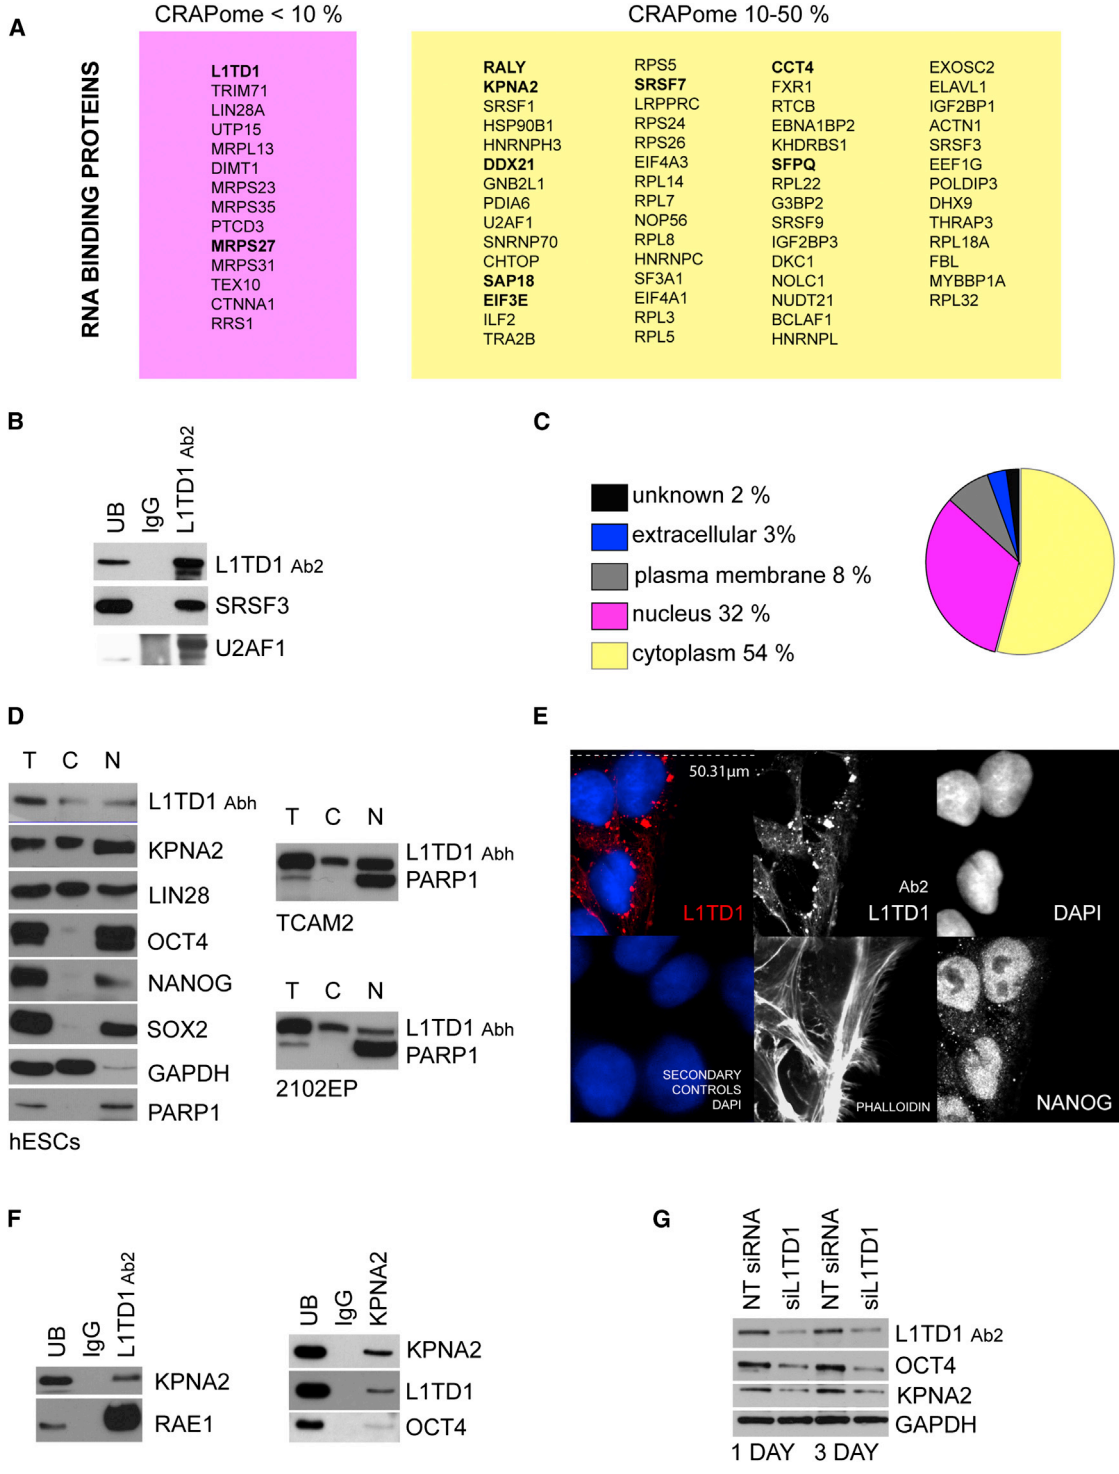 A
CRAPome < 10 %
CRAPome 10-50 %
RNA BINDING PROTEINS
L1TD1
TRIM71
LIN28A
UTP15
MRPL13
DIMT1
MRPS23
MRPS35
PTCD3
MRPS27
MRPS31
TEX10
CTNNA1
RRS1
RALY
KPNA2
SRSF1
HSP90B1
HNRNPH3
DDX21
GNB2L1
PDIA6
U2AF1
SNRNP70
CHTOP
SAP18
EIF3E
ILF2
TRA2B
RPS5
SRSF7
LRPPRC
RPS24
RPS26
EIF4A3
RPL14
RPL7
NOP56
RPL8
HNRNPC
SF3A1
EIF4A1
RPL3
RPL5
CCT4
FXR1
RTCB
EBNA1BP2
KHDRBS1
SFPQ
RPL22
G3BP2
SRSF9
IGF2BP3
DKC1
NOLC1
NUDT21
BCLAF1
HNRNPL
EXOSC2
ELAVL1
IGF2BP1
ACTN1
SRSF3
EEF1G
POLDIP3
DHX9
THRAP3
RPL18A
FBL
MYBBP1A
RPL32
B
UB
IgG
L1TD1 Ab2
L1TD1 Ab2
SRSF3
U2AF1
C
unknown 2 %
extracellular 3%
plasma membrane 8 %
nucleus 32 %
cytoplasm 54 %
D
T C N
L1TD1 Abh
KPNA2
LIN28
OCT4
NANOG
SOX2
GAPDH
PARP1
hESCs
T C N
L1TD1 Abh
PARP1
TCAM2
T C N
L1TD1 Abh
PARP1
2102EP
E
50.31µm
L1TD1
Ab2
L1TD1
DAPI
SECONDARY
CONTROLS
DAPI
PHALLOIDIN
NANOG
F
UB
IgG
L1TD1 Ab2
KPNA2
RAE1
UB
IgG
KPNA2
KPNA2
L1TD1
OCT4
G
NT siRNA
siL1TD1
NT siRNA
siL1TD1
L1TD1 Ab2
OCT4
KPNA2
GAPDH
1 DAY 3 DAY